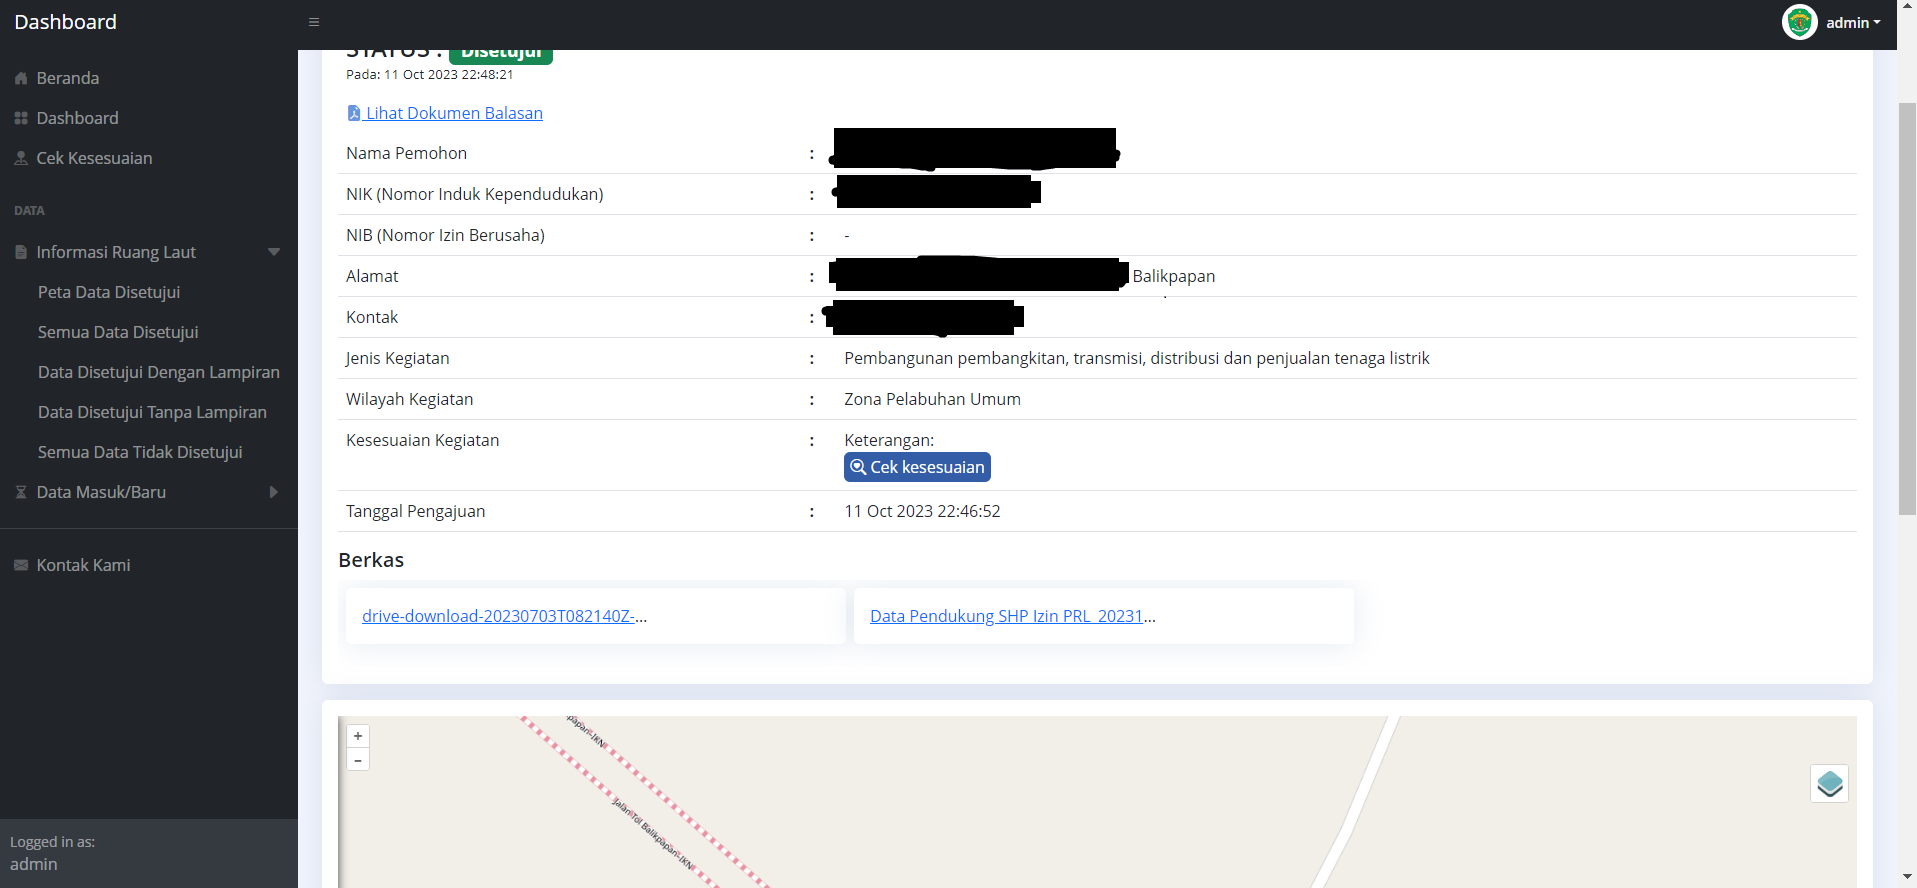 Dashboard
admin
Beranda
Dashboard
Cek Kesesuaian
DATA
Informasi Ruang Laut
Peta Data Disetujui
Semua Data Disetujui
Data Disetujui Dengan Lampiran
Data Disetujui Tanpa Lampiran
Semua Data Tidak Disetujui
Data Masuk/Baru
Kontak Kami
Logged in as:
admin
STATUS : Disetujui
Pada: 11 Oct 2023 22:48:21
Lihat Dokumen Balasan
Nama Pemohon :
NIK (Nomor Induk Kependudukan) :
NIB (Nomor Izin Berusaha) : -
Alamat : Balikpapan
Kontak :
Jenis Kegiatan : Pembangunan pembangkitan, transmisi, distribusi dan penjualan tenaga listrik
Wilayah Kegiatan : Zona Pelabuhan Umum
Kesesuaian Kegiatan : Keterangan:
Cek kesesuaian
Tanggal Pengajuan : 11 Oct 2023 22:46:52
Berkas
drive-download-20230703T082140Z-...
Data Pendukung SHP Izin PRL_20231...
+
-
papan-IKN
Jalan Tol Balikpapan-IKN